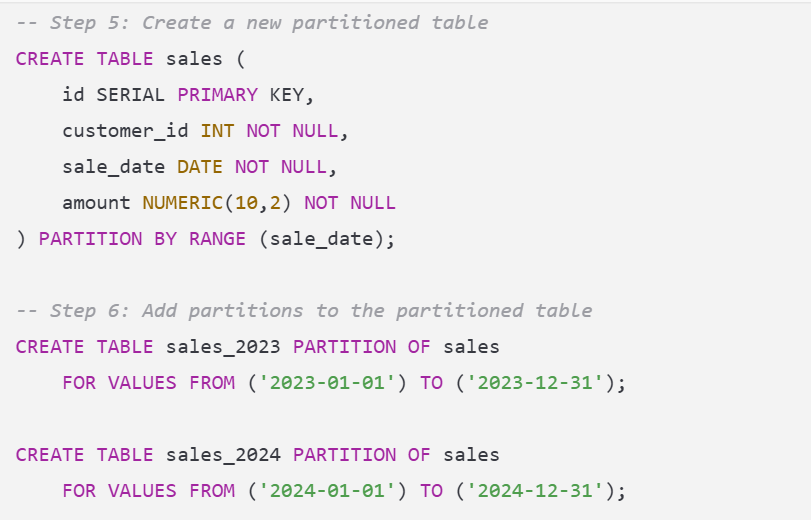 -- Step 5: Create a new partitioned table
CREATE TABLE sales (
    id SERIAL PRIMARY KEY,
    customer_id INT NOT NULL,
    sale_date DATE NOT NULL,
    amount NUMERIC(10,2) NOT NULL
) PARTITION BY RANGE (sale_date);

-- Step 6: Add partitions to the partitioned table
CREATE TABLE sales_2023 PARTITION OF sales
    FOR VALUES FROM ('2023-01-01') TO ('2023-12-31');

CREATE TABLE sales_2024 PARTITION OF sales
    FOR VALUES FROM ('2024-01-01') TO ('2024-12-31');